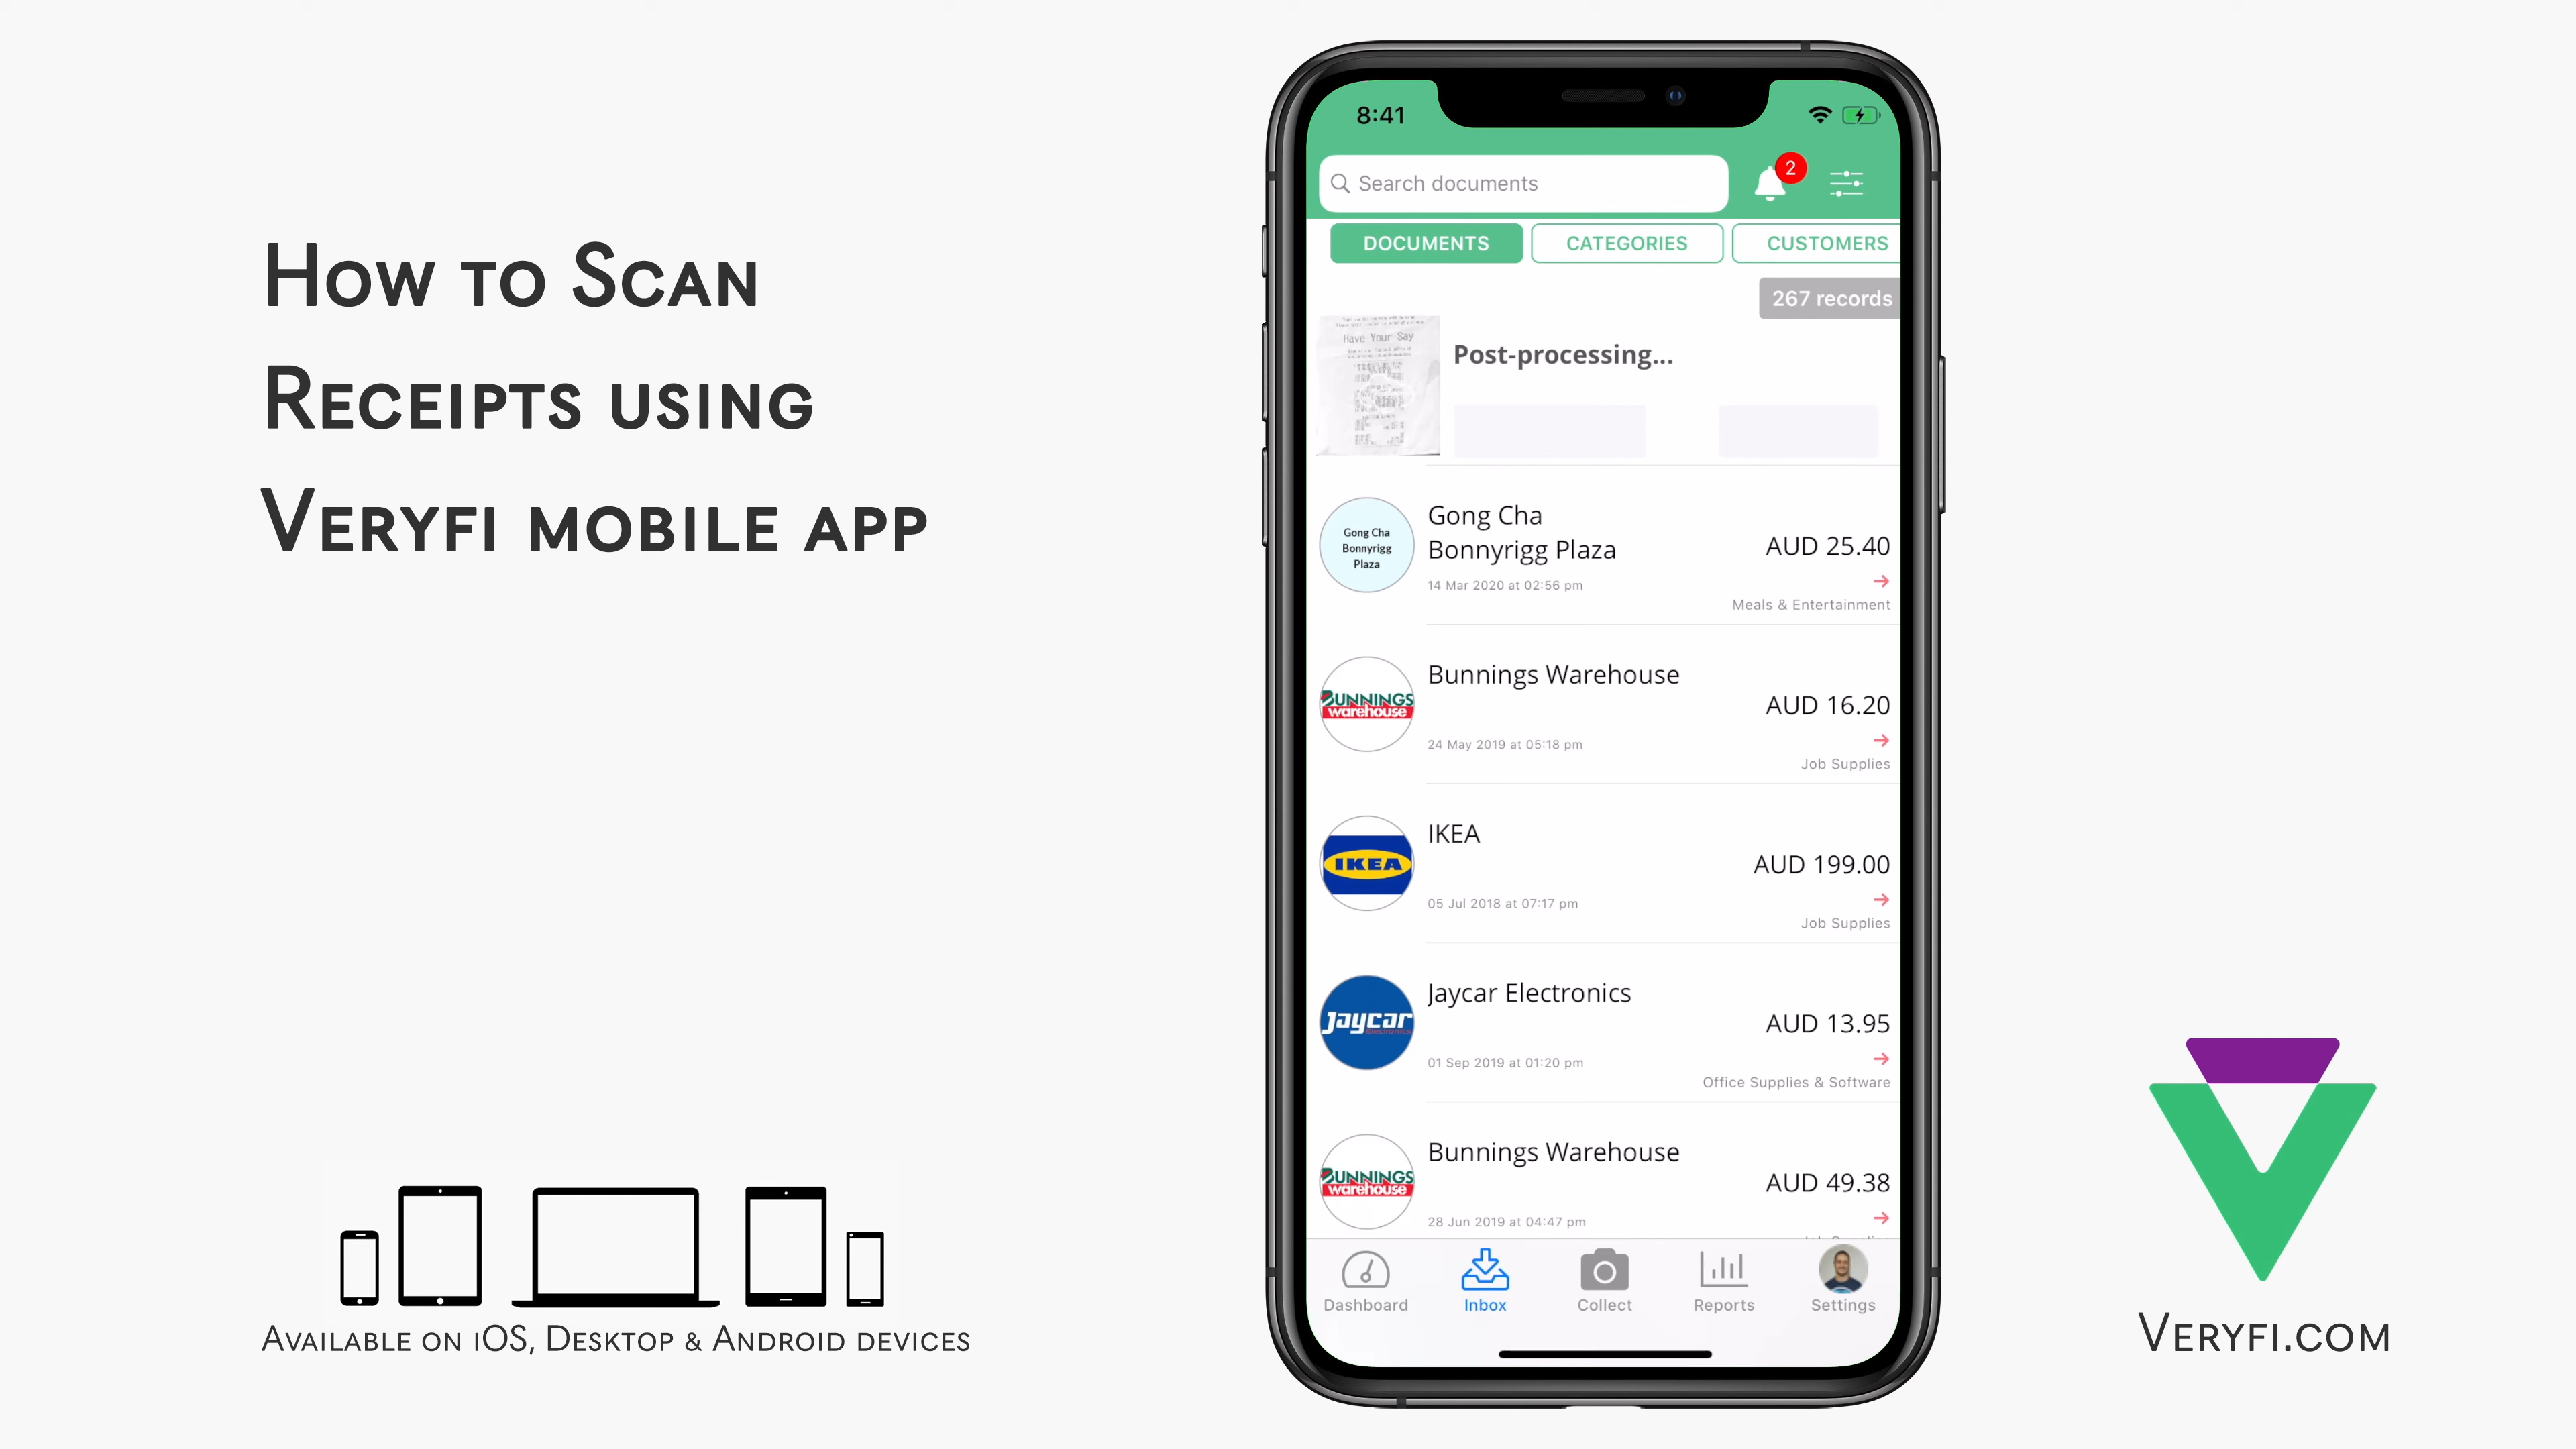 How to Scan
Receipts using
Veryfi mobile app
Available on iOS, Desktop & Android devices
8:41
Search documents
2
DOCUMENTS
CATEGORIES
CUSTOMERS
267 records
Have Your Say
Post-processing...
Gong Cha
Bonnyrigg
Plaza
Gong Cha
Bonnyrigg Plaza
AUD 25.40
14 Mar 2020 at 02:56 pm
Meals & Entertainment
BUNNINGS
warehouse
Bunnings Warehouse
AUD 16.20
24 May 2019 at 05:18 pm
Job Supplies
IKEA
IKEA
AUD 199.00
05 Jul 2018 at 07:17 pm
Job Supplies
Jaycar
Electronics
Jaycar Electronics
AUD 13.95
01 Sep 2019 at 01:20 pm
Office Supplies & Software
BUNNINGS
warehouse
Bunnings Warehouse
AUD 49.38
28 Jun 2019 at 04:47 pm
Dashboard
Inbox
Collect
Reports
Settings
Veryfi.com